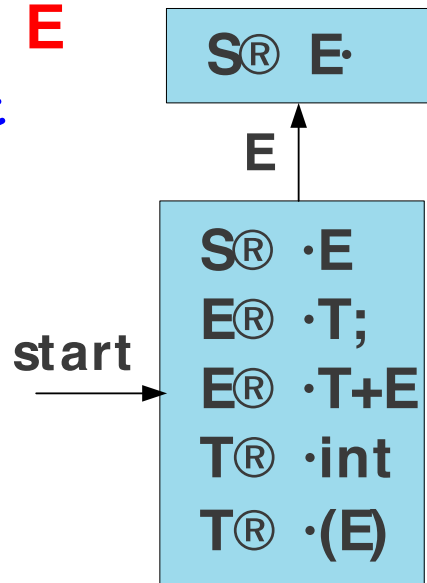 E
S® E·
E
S® ·E
E® ·T;
start
E® ·T+E
T® ·int
T® ·(E)